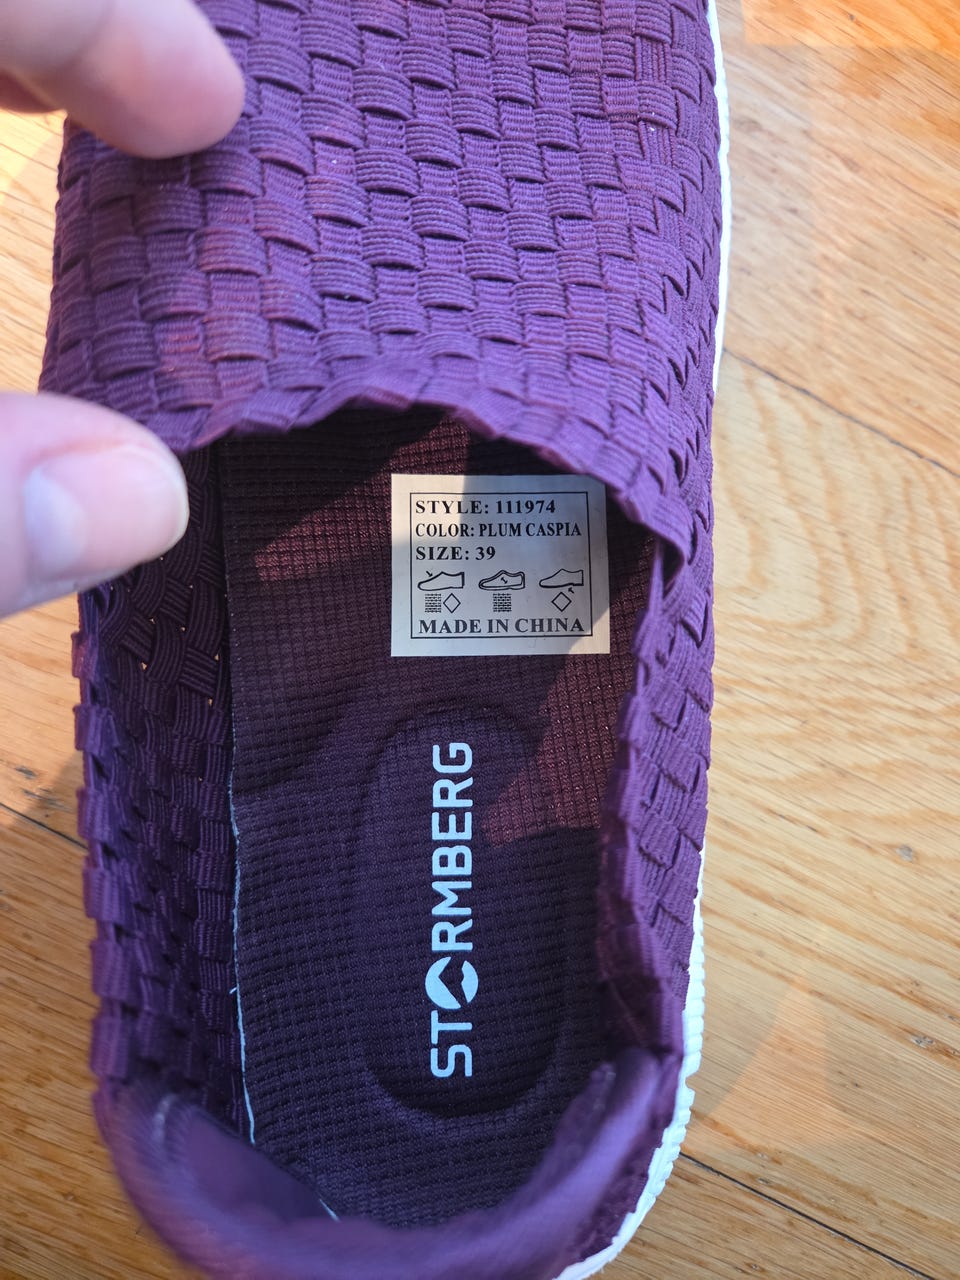 STYLE: 111974
COLOR: PLUM CASPIA
SIZE: 39
MADE IN CHINA
STORMBERG